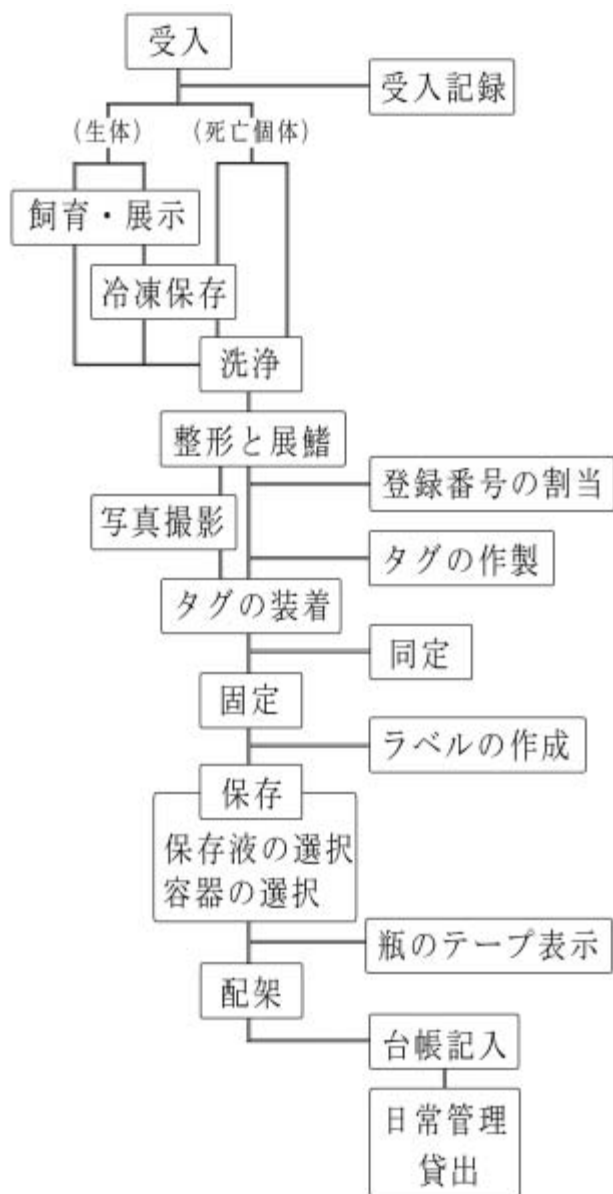 受入
受入記録
(生体)
(死亡個体)
飼育・展示
冷凍保存
洗浄
整形と展鰭
登録番号の割当
写真撮影
タグの作製
タグの装着
同定
固定
ラベルの作成
保存
保存液の選択
容器の選択
瓶のテープ表示
配架
台帳記入
日常管理
貸出